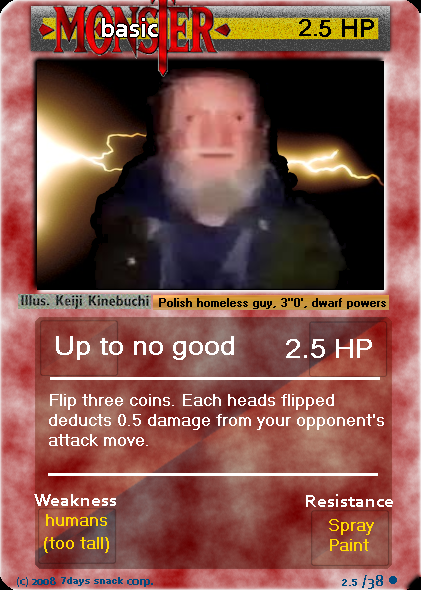 MONSTER
basic
2.5 HP
Illus. Keiji Kinebuchi
Polish homeless guy, 3"0', dwarf powers
Up to no good
2.5 HP
Flip three coins. Each heads flipped
deducts 0.5 damage from your opponent's
attack move.
Weakness
humans
(too tall)
Resistance
Spray
Paint
(c) 2008 7days snack corp.
2.5 /38